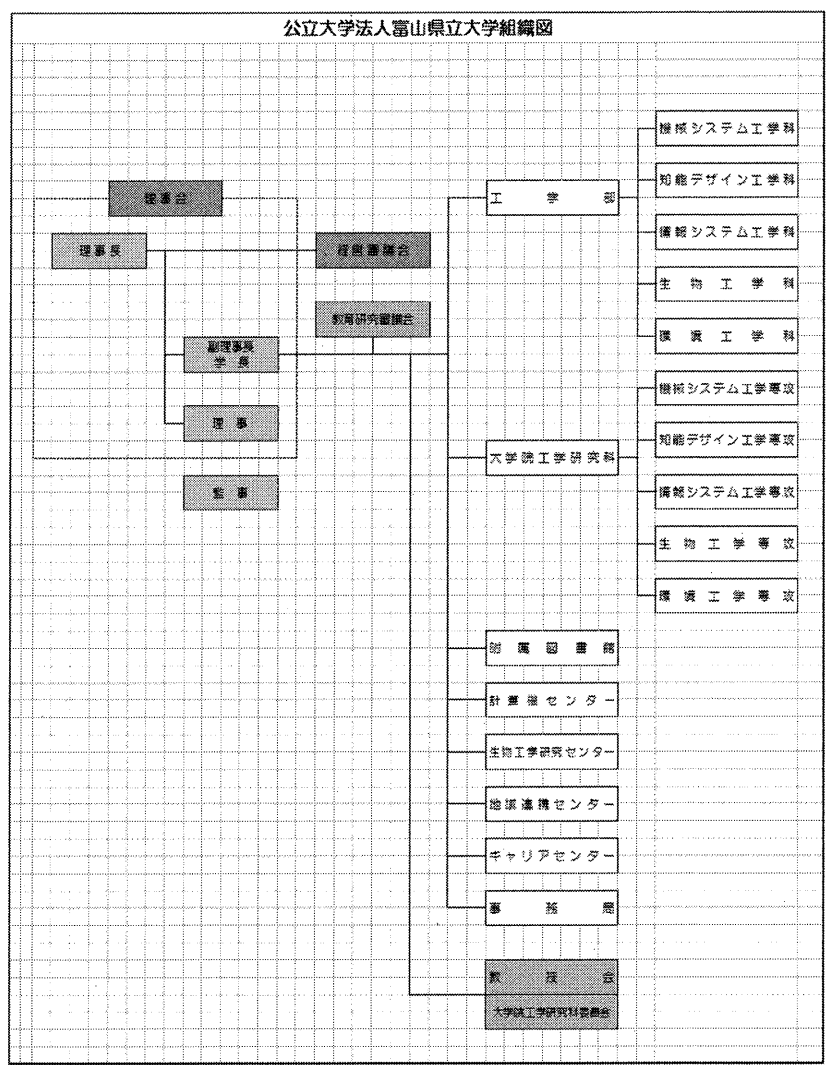 公立大学法人富山県立大学組織図
理事会
理事長
経営審議会
教育研究審議会
副理事長
学長
理事
監事
工学部
機械システム工学科
知能デザイン工学科
情報システム工学科
生物工学科
環境工学科
大学院工学研究科
機械システム工学専攻
知能デザイン工学専攻
情報システム工学専攻
生物工学専攻
環境工学専攻
附属図書館
計算機センター
生物工学研究センター
地域連携センター
キャリアセンター
事務局
教授会
大学院工学研究科委員会